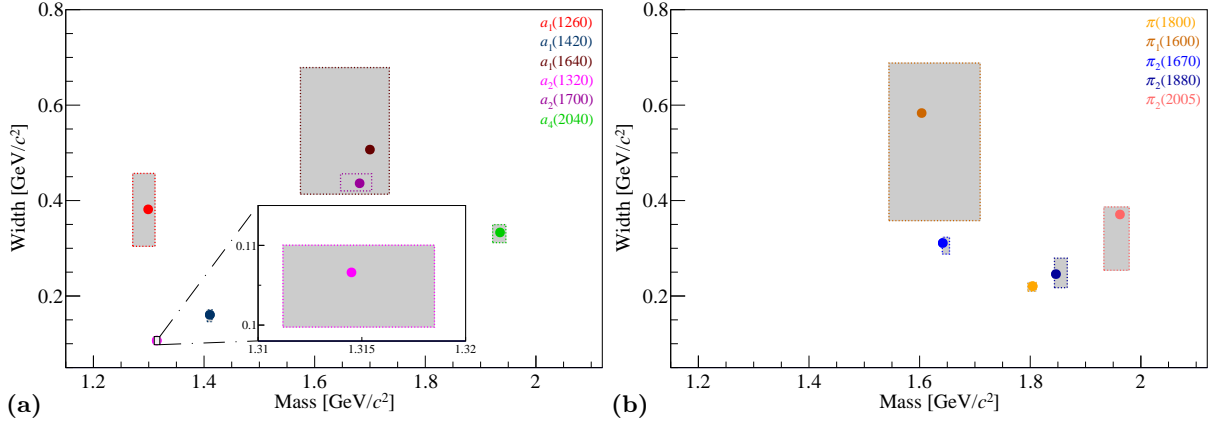 0.8
0.6
0.4
0.2
Width [GeV/c²]
a₁(1260)
a₁(1420)
a₁(1640)
a₂(1320)
a₂(1700)
a₄(2040)
0.111
0.1
1.31
1.315
1.32
1.2
1.4
1.6
1.8
2
Mass [GeV/c²]
(a)
0.8
0.6
0.4
0.2
Width [GeV/c²]
π(1800)
π₁(1600)
π₂(1670)
π₂(1880)
π₂(2005)
1.2
1.4
1.6
1.8
2
Mass [GeV/c²]
(b)